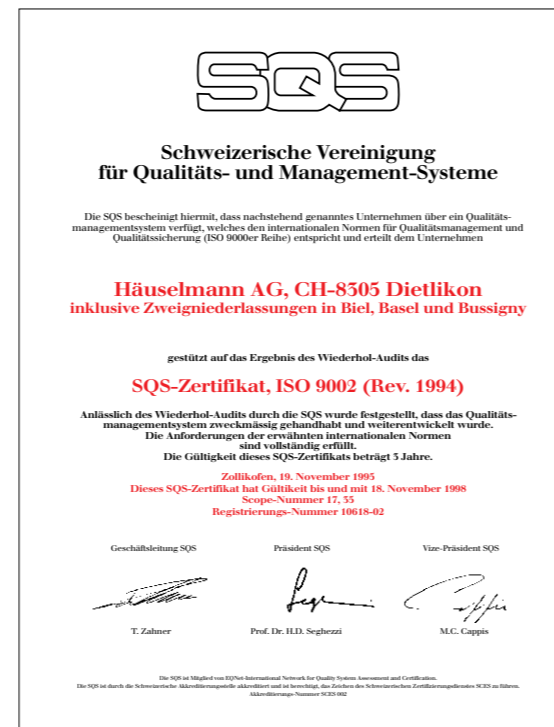 SQS
Schweizerische Vereinigung
für Qualitäts- und Management-Systeme
Die SQS bescheinigt hiermit, dass nachstehend genanntes Unternehmen über ein Qualitäts-
managementsystem verfügt, welches den internationalen Normen für Qualitätsmanagement und
Qualitätssicherung (ISO 9000er Reihe) entspricht und erteilt dem Unternehmen
Häuselmann AG, CH-8305 Dietlikon
inklusive Zweigniederlassungen in Biel, Basel und Bussigny
gestützt auf das Ergebnis des Wiederhol-Audits das
SQS-Zertifikat, ISO 9002 (Rev. 1994)
Anlässlich des Wiederhol-Audits durch die SQS wurde festgestellt, dass das Qualitäts-
managementsystem zweckmässig gehandhabt und weiterentwickelt wurde.
Die Anforderungen der erwähnten internationalen Normen
sind vollständig erfüllt.
Die Gültigkeit dieses SQS-Zertifikats beträgt 3 Jahre.
Zollikofen, 19. November 1995
Dieses SQS-Zertifikat hat Gültikeit bis und mit 18. November 1998
Scope-Nummer 17, 35
Registrierungs-Nummer 10618-02
Geschäftsleitung SQS Präsident SQS Vize-Präsident SQS
T. Zahner Prof. Dr. H.D. Seghezzi M.C. Cappis
Die SQS ist Mitglied von EQNet-International Network for Quality System Assessment and Certification.
Die SQS ist durch die Schweizerische Akkreditierungsstelle akkreditiert und ist berechtigt, das Zeichen des Schweizerischen Zertifizierungsdienstes SCES zu führen.
Akkreditierungs-Nummer SCES 002